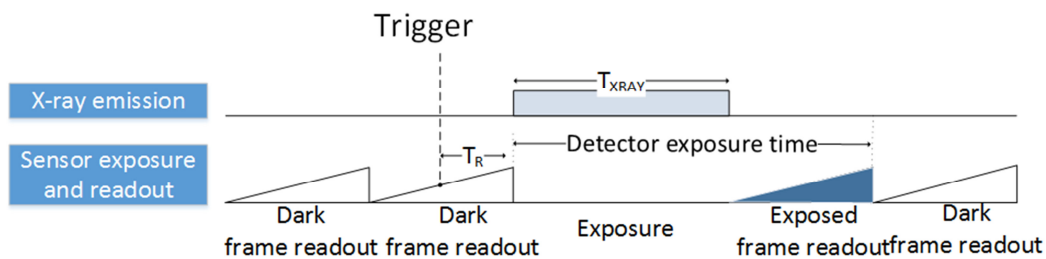 Trigger
X-ray emission
T_XRAY
Sensor exposure
and readout
T_R
Detector exposure time
Dark
frame readout
Dark
frame readout
Exposure
Exposed
frame readout
Dark
frame readout